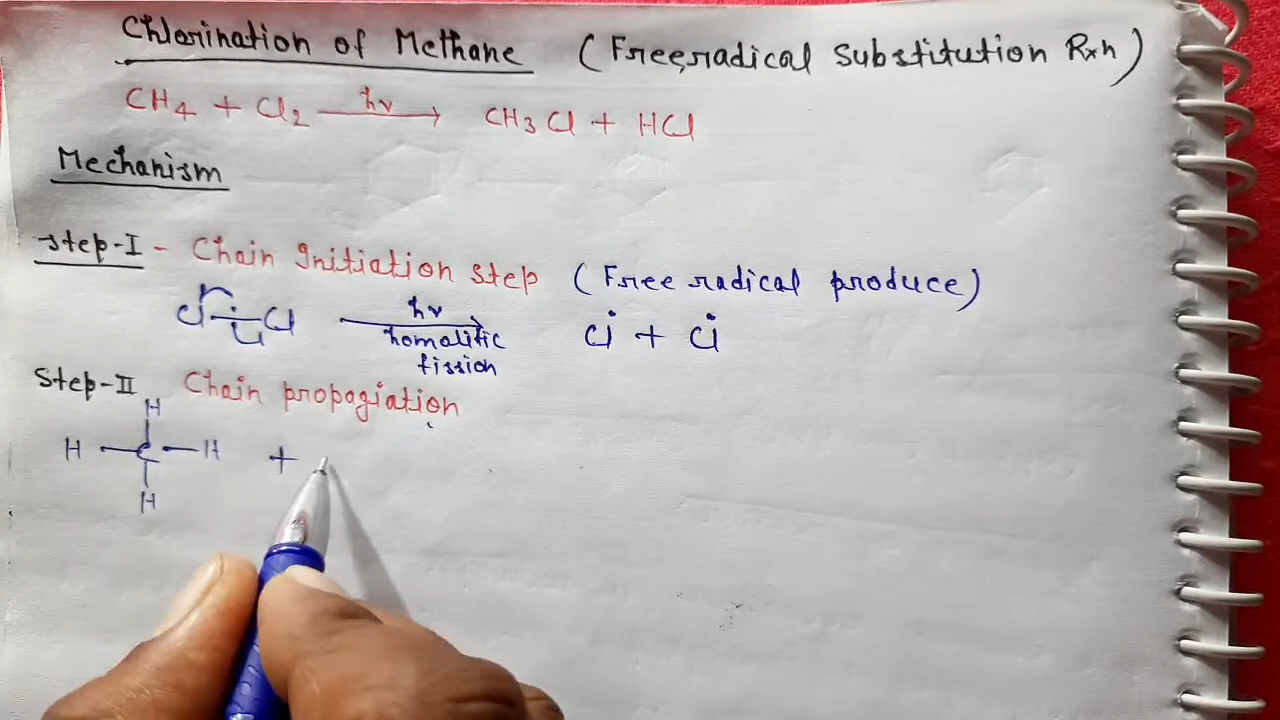 Chlorination of Methane (Freeradical Substitution Rxn)
CH4 + Cl2 hv CH3Cl + HCl
Mechanism
Step-I - Chain Initiation Step (Free radical produce)
Cl Cl hv Cl + Cl
homolitic
fission
Step-II Chain propagiation
H
H C H +
H